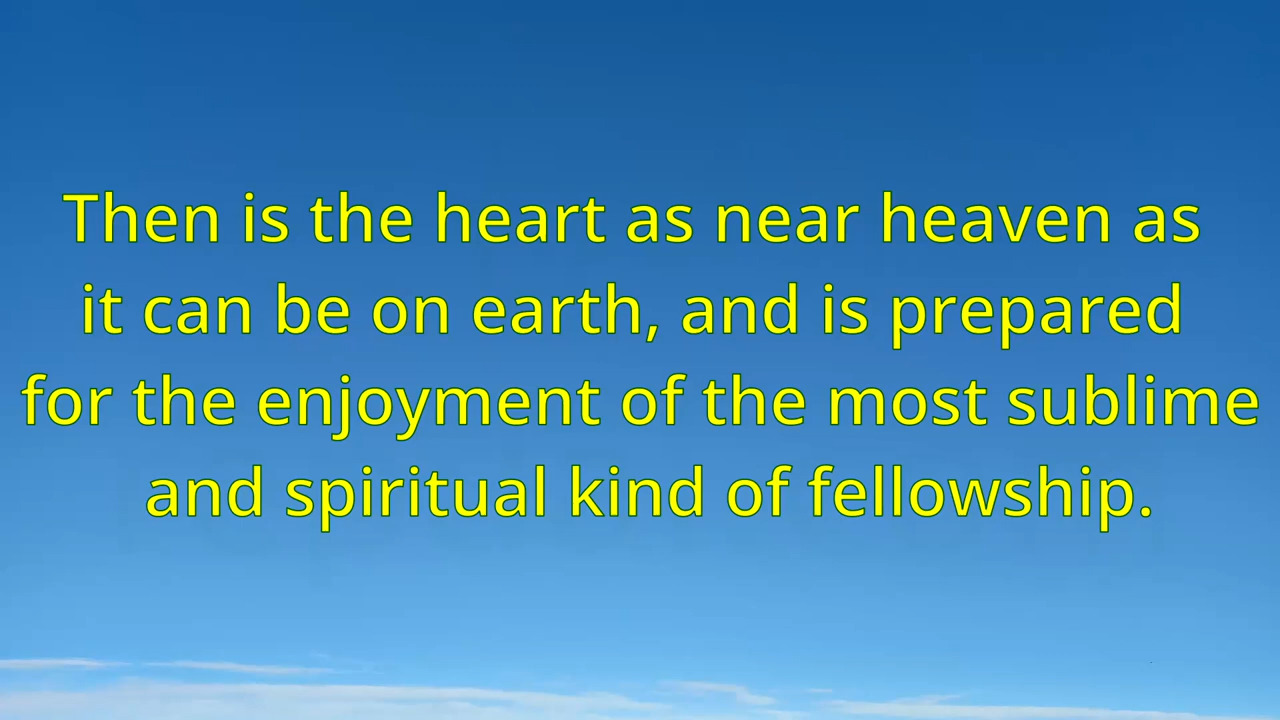 Then is the heart as near heaven as
it can be on earth, and is prepared
for the enjoyment of the most sublime
and spiritual kind of fellowship.